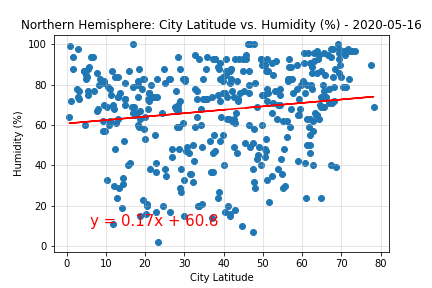 Northern Hemisphere: City Latitude vs. Humidity (%) - 2020-05-16
100
80
60
40
20
0
Humidity (%)
y = 0.17x + 60.8
0 10 20 30 40 50 60 70 80
City Latitude